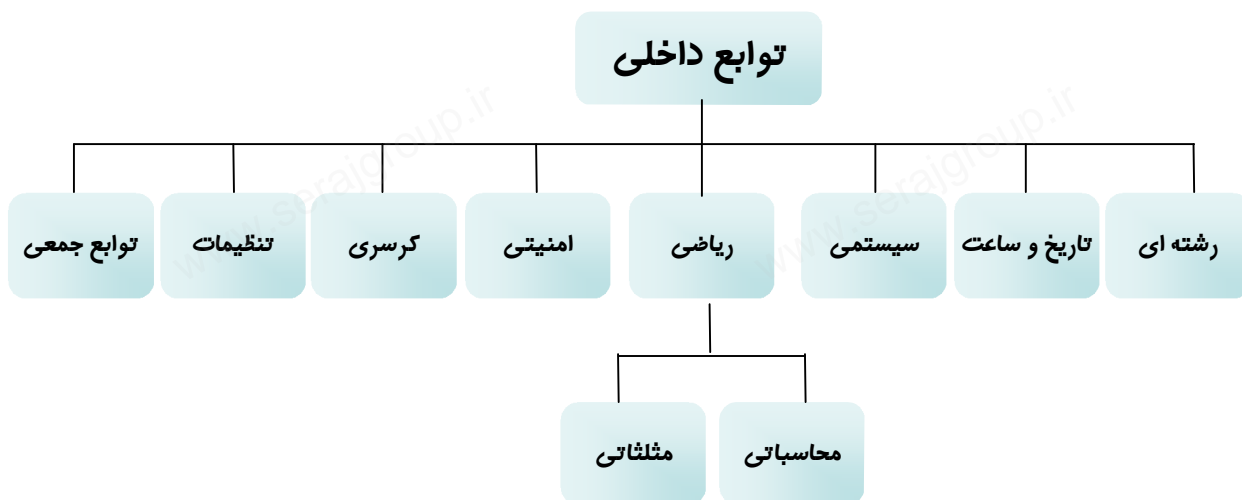 توابع داخلی
رشته ای
تاریخ و ساعت
سیستمی
ریاضی
امنیتی
کرسری
تنظیمات
توابع جمعی
محاسباتی
مثلثاتی
www.serajgroup.ir
www.serajgroup.ir